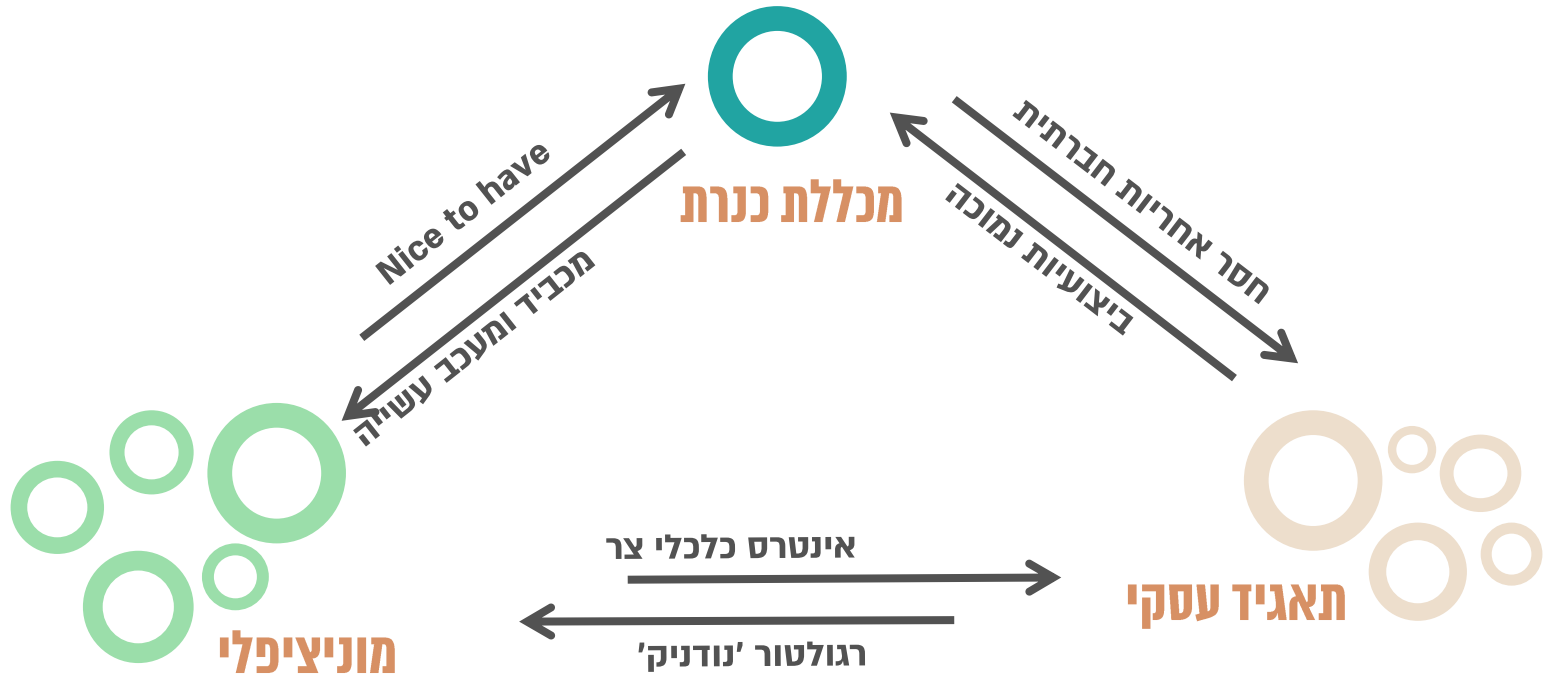 מכללת כנרת
חסר אחריות חברתית
ביצועיות נמוכה
Nice to have
מכביד ומעכב עשייה
אינטרס כלכלי צר
רגולטור 'נודניק'
תאגיד עסקי
מוניציפלי